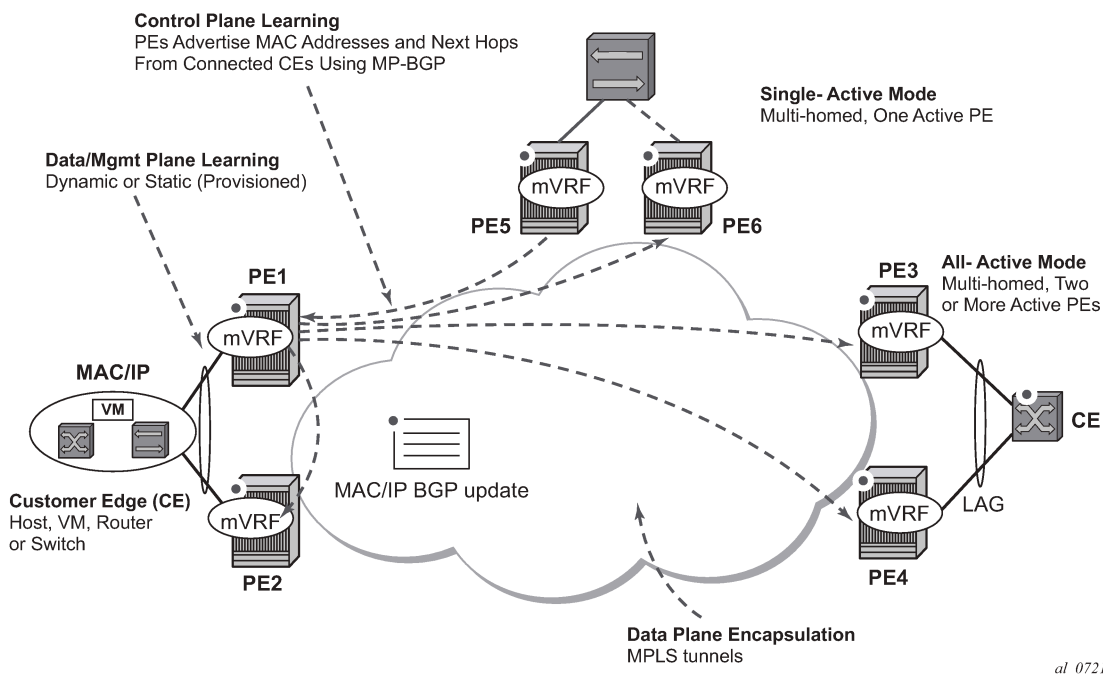 Control Plane Learning
PEs Advertise MAC Addresses and Next Hops
From Connected CEs Using MP-BGP
Single- Active Mode
Multi-homed, One Active PE
Data/Mgmt Plane Learning
Dynamic or Static (Provisioned)
mVRF
mVRF
PE5
PE6
PE1
mVRF
PE3
All- Active Mode
Multi-homed, Two
or More Active PEs
mVRF
MAC/IP
VM
CE
MAC/IP BGP update
Customer Edge (CE)
Host, VM, Router
or Switch
mVRF
PE2
mVRF
LAG
PE4
Data Plane Encapsulation
MPLS tunnels
al_0721